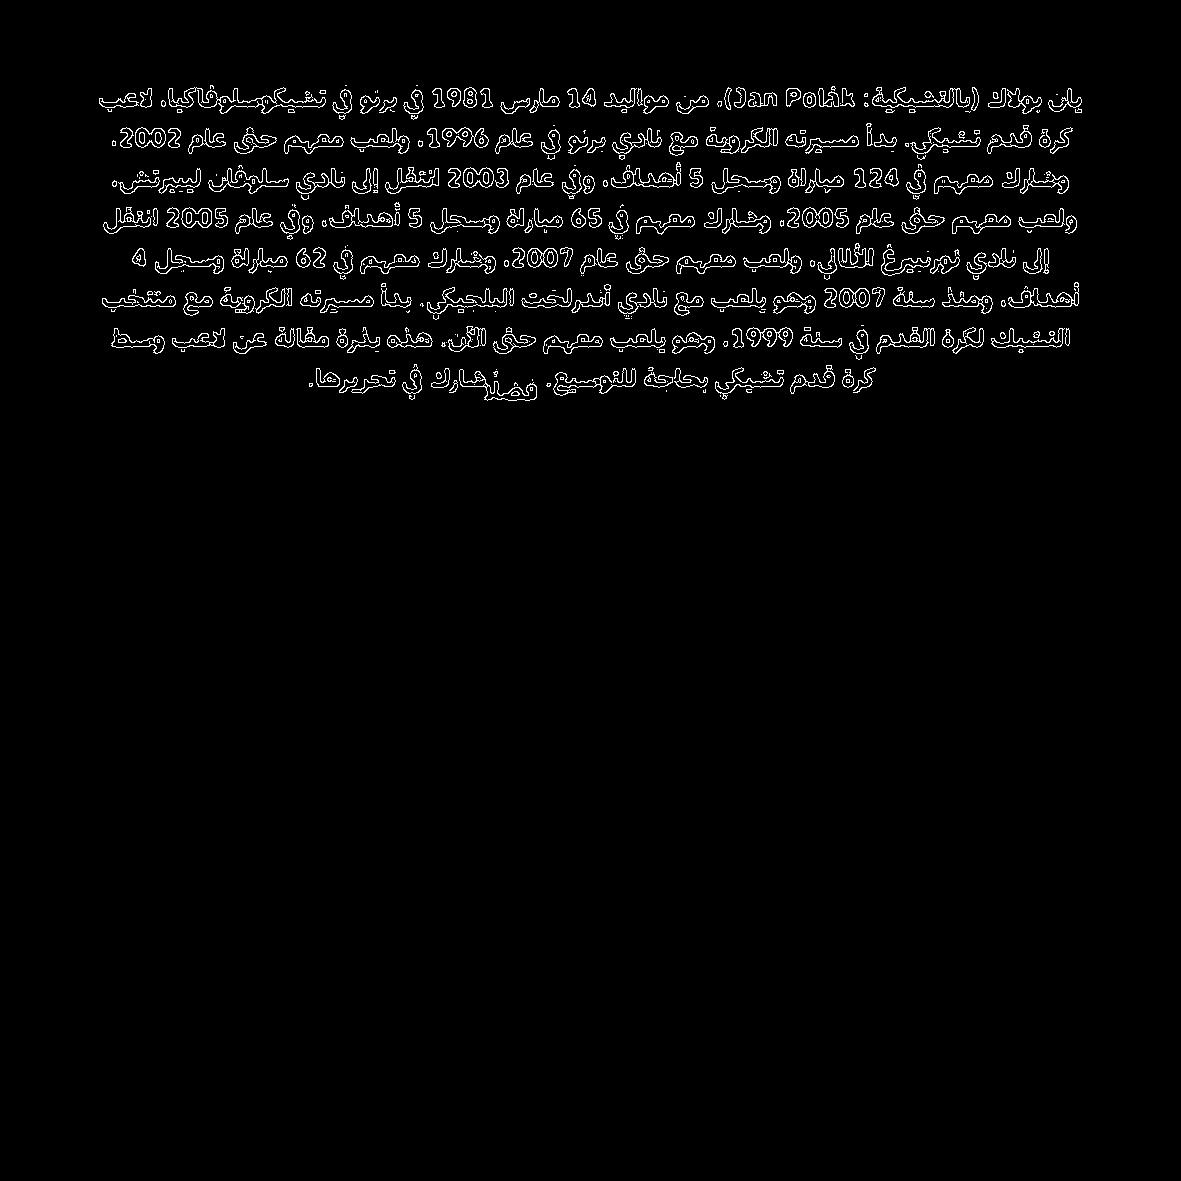 يان بولاك (بالتشيكية: Jan Polák)، من مواليد 14 مارس 1981 في برنو في تشيكوسلوفاكيا، لاعب
كرة قدم تشيكي. بدأ مسيرته الكروية مع نادي برنو في عام 1996، ولعب معهم حتى عام 2002،
وشارك معهم في 124 مباراة وسجل 5 أهداف، وفي عام 2003 انتقل إلى نادي سلوفان ليبيرتش،
ولعب معهم حتى عام 2005، وشارك معهم في 65 مباراة وسجل 5 أهداف، وفي عام 2005 انتقل
إلى نادي نورنبيرغ الألماني، ولعب معهم حتى عام 2007، وشارك معهم في 62 مباراة وسجل 4
أهداف، ومنذ سنة 2007 وهو يلعب مع نادي أندرلخت البلجيكي. بدأ مسيرته الكروية مع منتخب
التشيك لكرة القدم في سنة 1999، وهو يلعب معهم حتى الآن. هذه بذرة مقالة عن لاعب وسط
كرة قدم تشيكي بحاجة للتوسيع. فضلًا شارك في تحريرها.